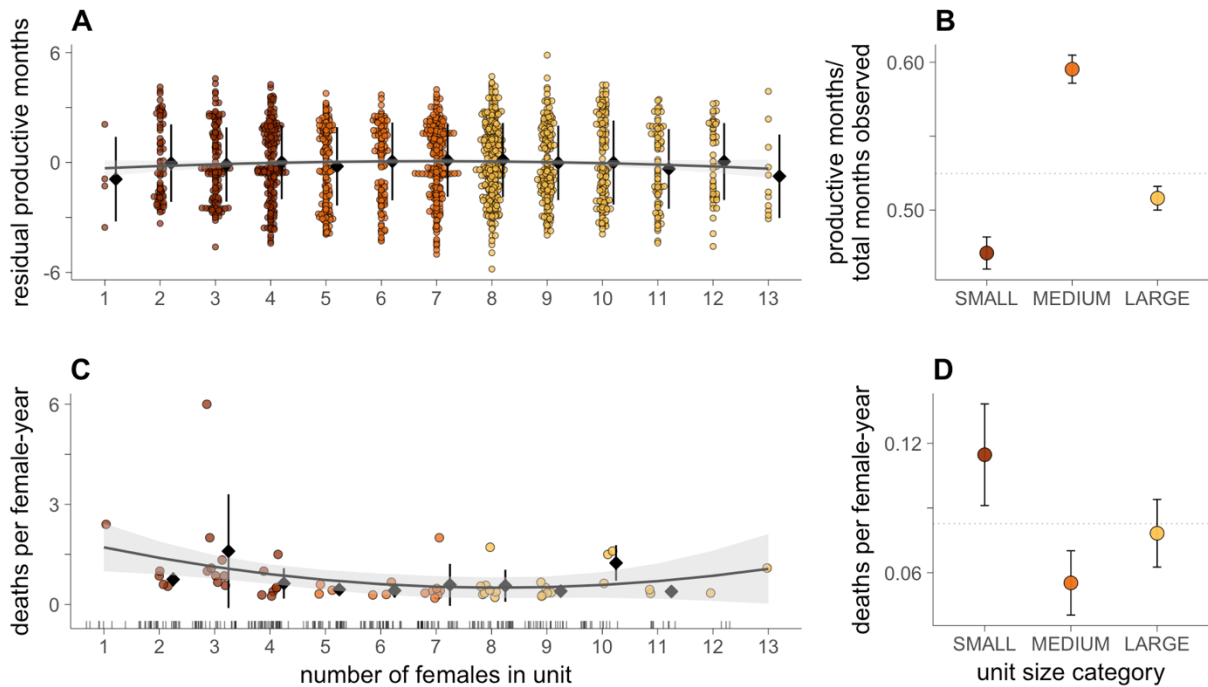 A
residual productive months
6
0
-6
1 2 3 4 5 6 7 8 9 10 11 12 13
B
productive months/
total months observed
0.60
0.50
SMALL MEDIUM LARGE
C
deaths per female-year
6
3
0
1 2 3 4 5 6 7 8 9 10 11 12 13
number of females in unit
D
deaths per female-year
0.12
0.06
SMALL MEDIUM LARGE
unit size category